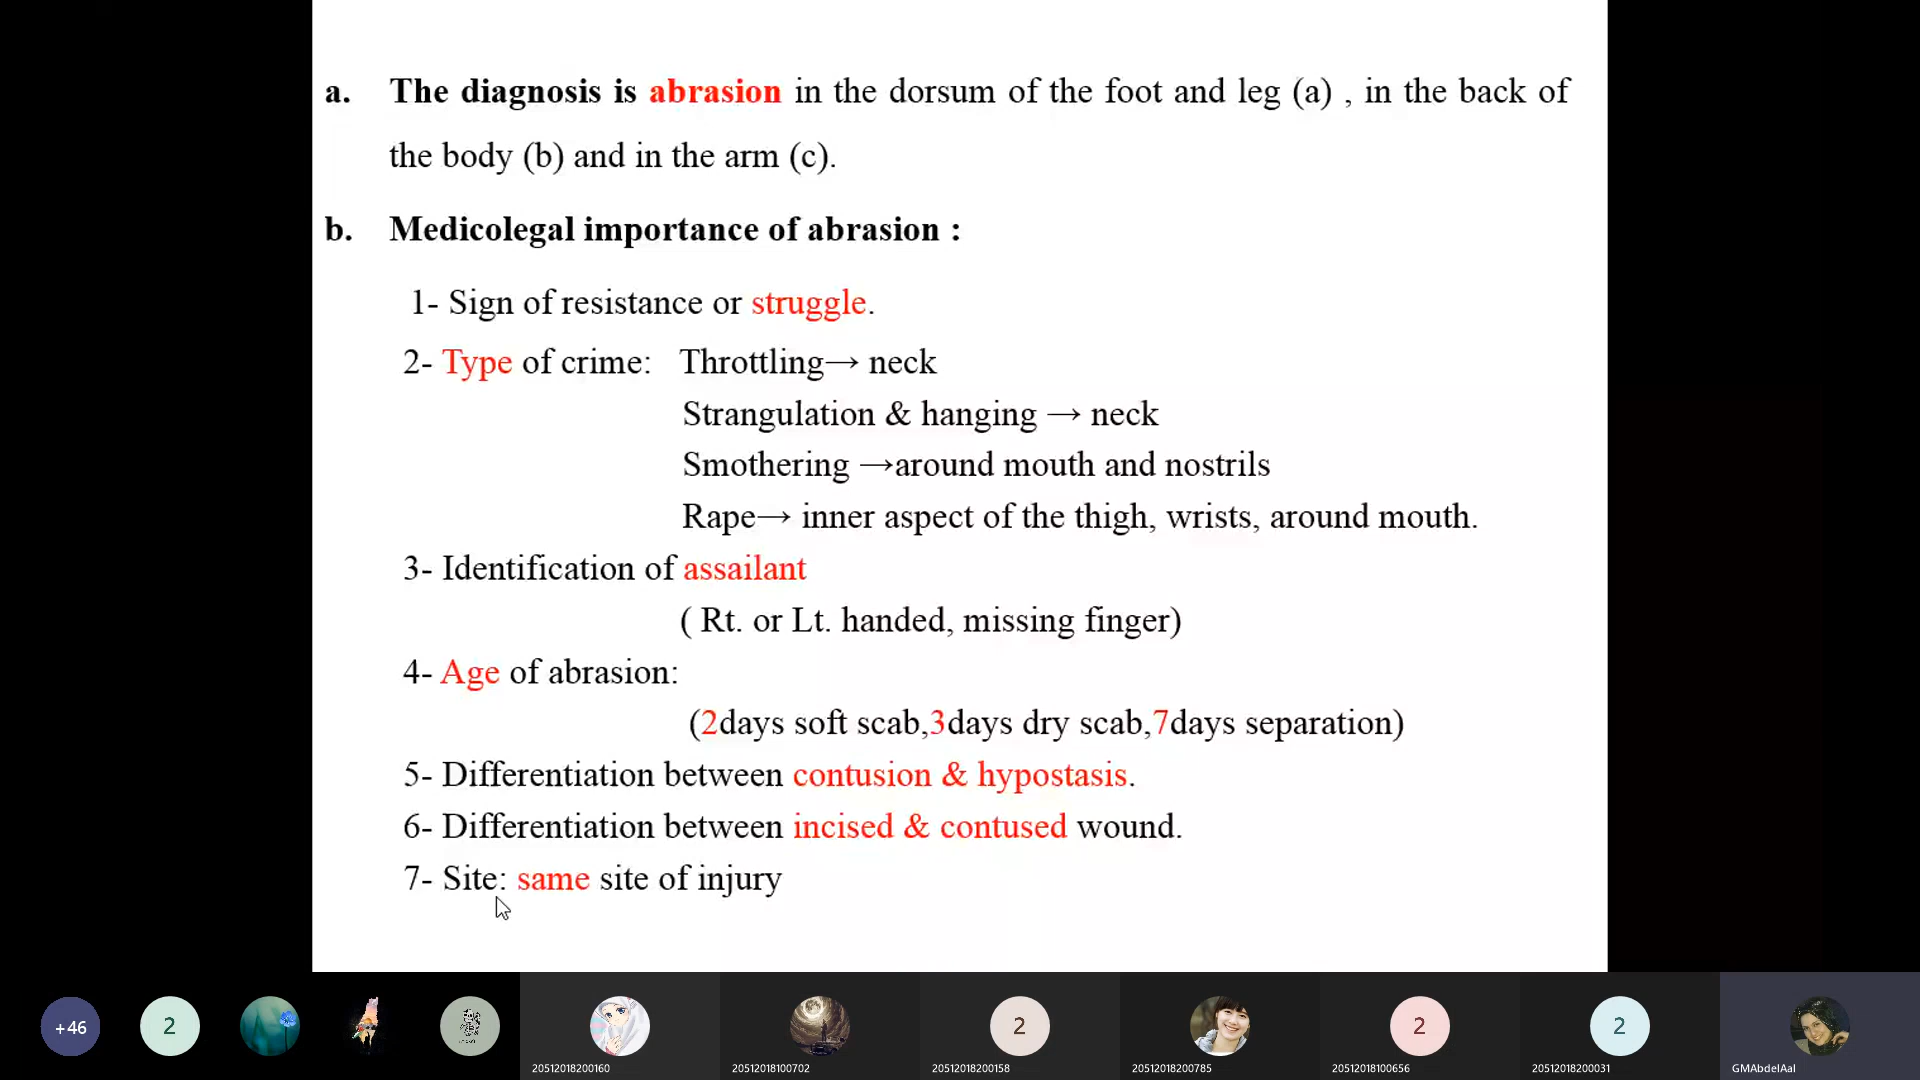 a. The diagnosis is abrasion in the dorsum of the foot and leg (a) , in the back of
the body (b) and in the arm (c).
b. Medicolegal importance of abrasion :
1- Sign of resistance or struggle.
2- Type of crime: Throttling→ neck
Strangulation & hanging → neck
Smothering →around mouth and nostrils
Rape→ inner aspect of the thigh, wrists, around mouth.
3- Identification of assailant
( Rt. or Lt. handed, missing finger)
4- Age of abrasion:
(2days soft scab,3days dry scab,7days separation)
5- Differentiation between contusion & hypostasis.
6- Differentiation between incised & contused wound.
7- Site: same site of injury
+46 2 2 2 2
20512018200160 20512018100702 20512018200158 20512018200785 20512018100656 20512018200031 GMAbdelAal